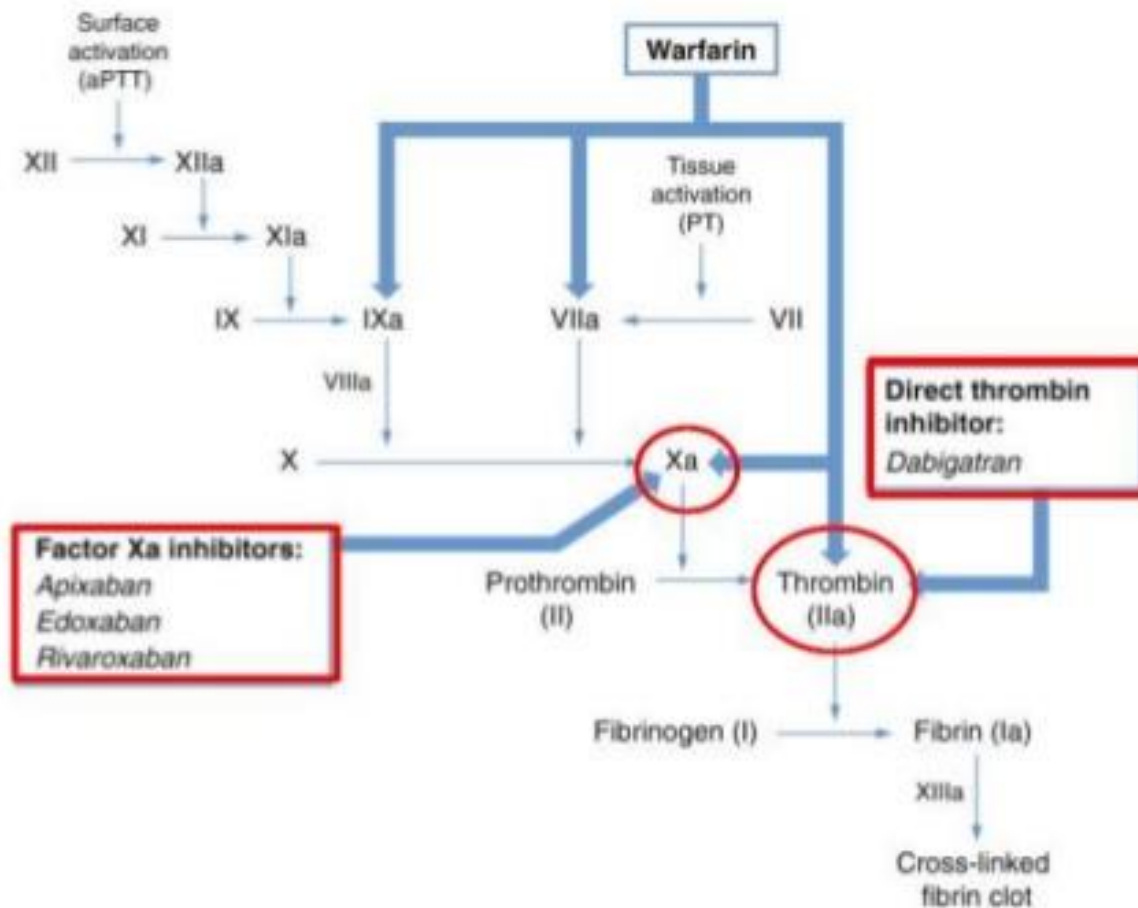 Surface
activation
(aPTT)
Warfarin
XII
XIIa
Tissue
activation
(PT)
XI
XIa
IX
IXa
VIIa
VII
VIIIa
Direct thrombin
inhibitor:
Dabigatran
X
Xa
Factor Xa inhibitors:
Apixaban
Edoxaban
Rivaroxaban
Prothrombin
(II)
Thrombin
(IIa)
Fibrinogen (I)
Fibrin (Ia)
XIIIa
Cross-linked
fibrin clot